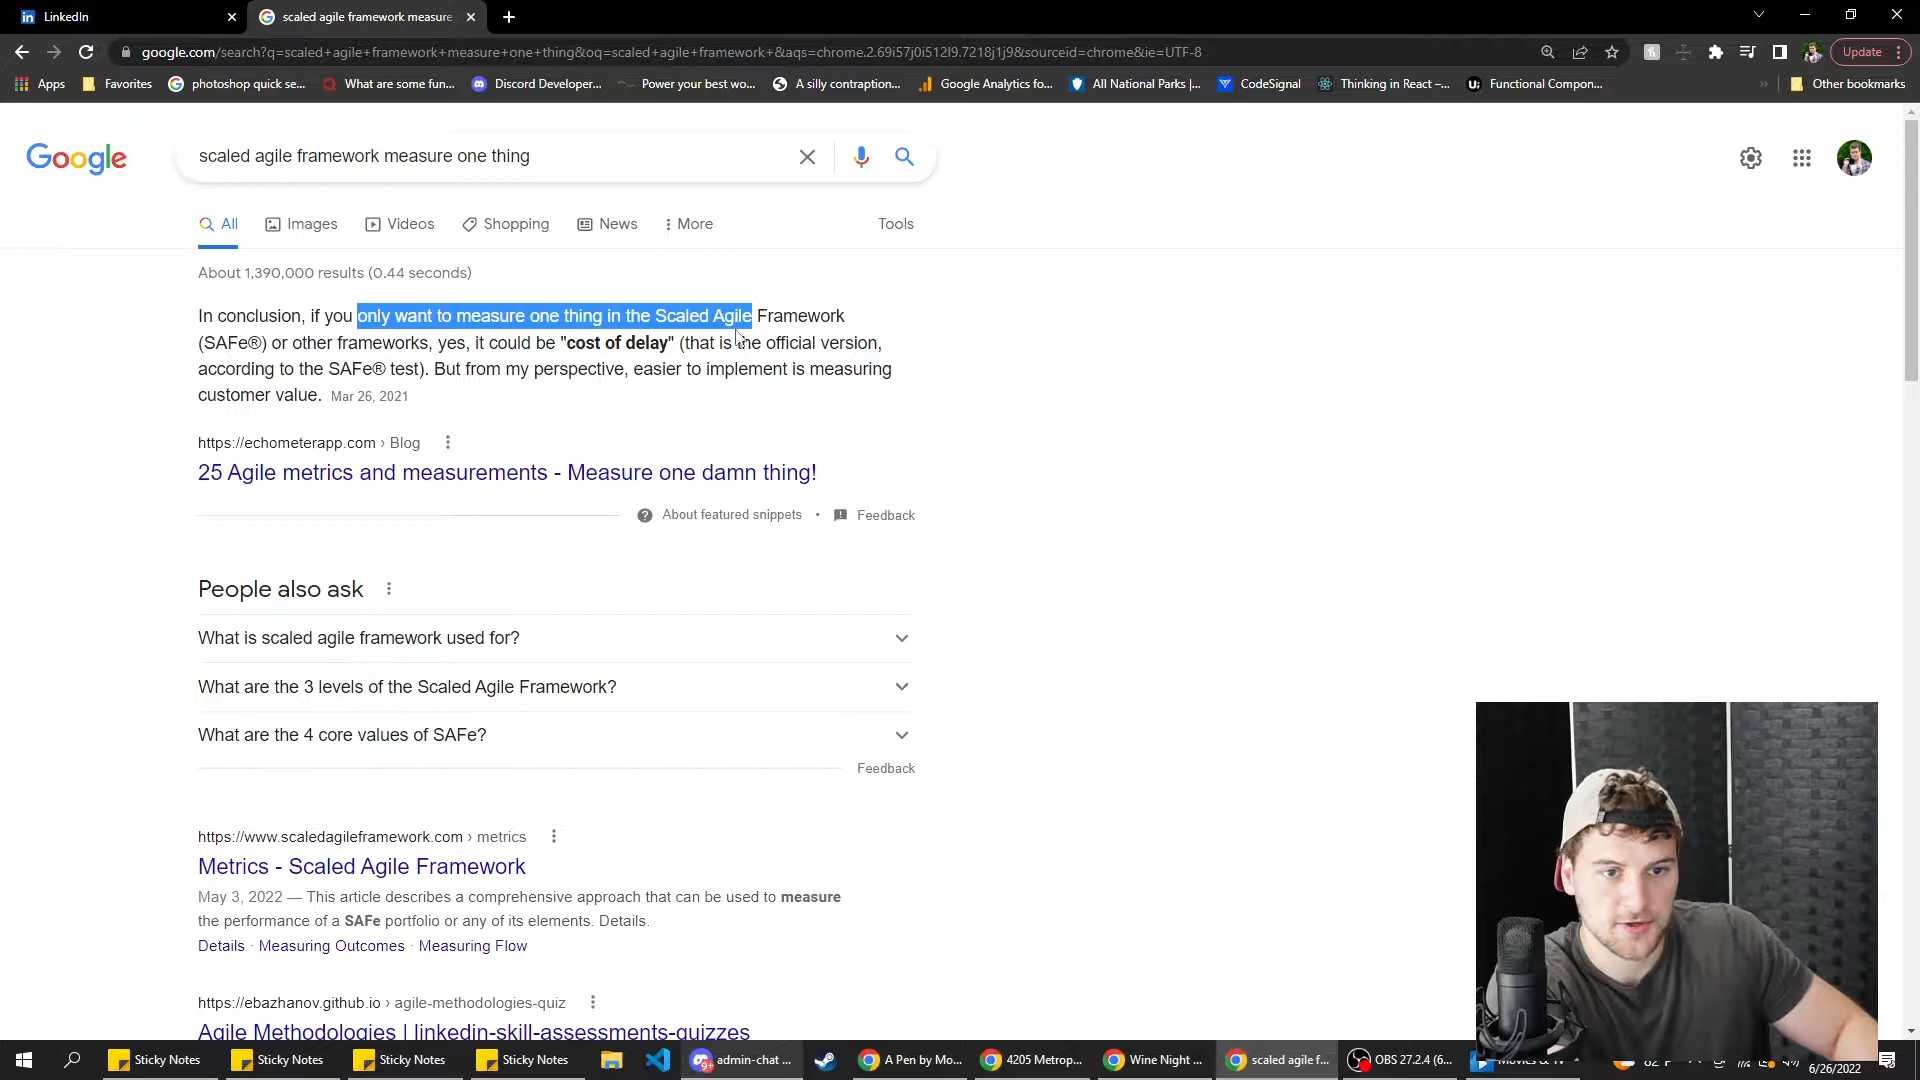 LinkedIn
scaled agile framework measure
google.com/search?q=scaled+agile+framework+measure+one+thing&oq=scaled+agile+framework+&aqs=chrome.2.69i57j0i512l9.7218j1j9&sourceid=chrome&ie=UTF-8
Update
Apps
Favorites
photoshop quick se...
What are some fun...
Discord Developer...
Power your best wo...
A silly contraption...
Google Analytics fo...
All National Parks |...
CodeSignal
Thinking in React –...
Functional Compon...
Other bookmarks
Google
scaled agile framework measure one thing
All
Images
Videos
Shopping
News
More
Tools
About 1,390,000 results (0.44 seconds)
In conclusion, if you only want to measure one thing in the Scaled Agile Framework
(SAFe®) or other frameworks, yes, it could be "cost of delay" (that is the official version,
according to the SAFe® test). But from my perspective, easier to implement is measuring
customer value. Mar 26, 2021
https://echometerapp.com › Blog
25 Agile metrics and measurements - Measure one damn thing!
About featured snippets • Feedback
People also ask
What is scaled agile framework used for?
What are the 3 levels of the Scaled Agile Framework?
What are the 4 core values of SAFe?
Feedback
https://www.scaledagileframework.com › metrics
Metrics - Scaled Agile Framework
May 3, 2022 — This article describes a comprehensive approach that can be used to measure
the performance of a SAFe portfolio or any of its elements. Details.
Details · Measuring Outcomes · Measuring Flow
https://ebazhanov.github.io › agile-methodologies-quiz
Agile Methodologies | linkedin-skill-assessments-quizzes
Sticky Notes
Sticky Notes
Sticky Notes
Sticky Notes
9+
admin-chat ...
A Pen by Mo...
4205 Metrop...
Wine Night ...
scaled agile f...
OBS 27.2.4 (6...
6/26/2022